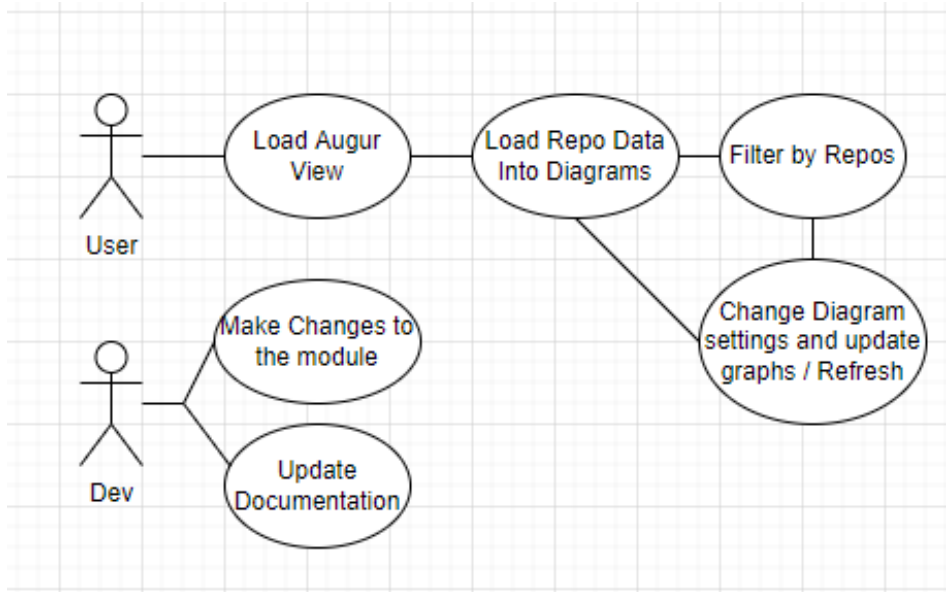 Load Augur
View
Load Repo Data
Into Diagrams
Filter by Repos
User
Change Diagram
settings and update
graphs / Refresh
Make Changes to
the module
Dev
Update
Documentation